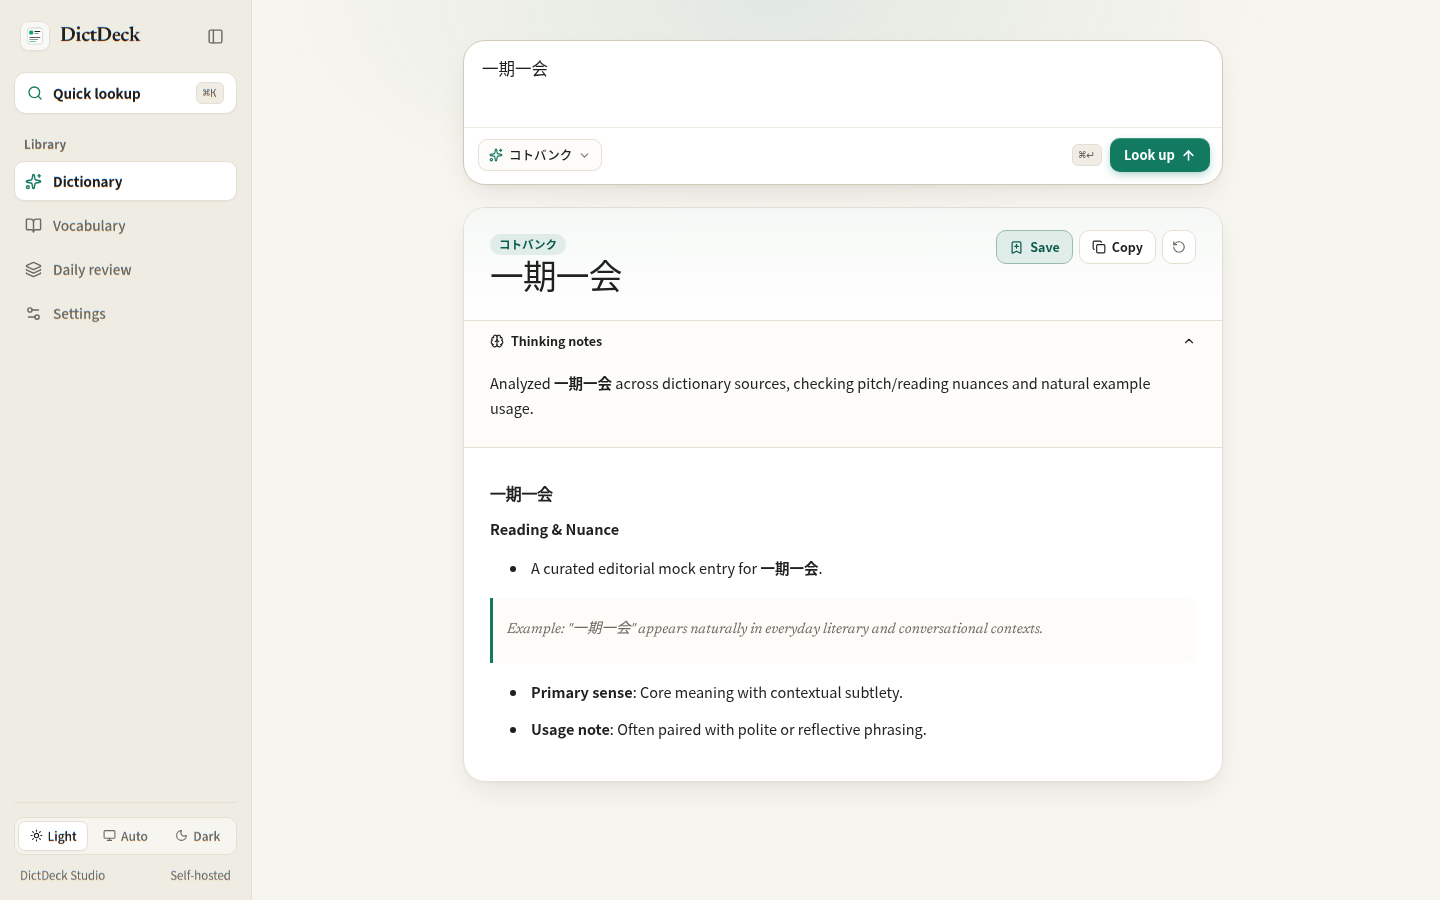 DictDeck
Quick lookup
⌘K
Library
Dictionary
Vocabulary
Daily review
Settings
Light
Auto
Dark
DictDeck Studio
Self-hosted
一期一会
コトバンク
⌘↵
Look up
コトバンク
一期一会
Save
Copy
Thinking notes
Analyzed 一期一会 across dictionary sources, checking pitch/reading nuances and natural example
usage.
一期一会
Reading & Nuance
• A curated editorial mock entry for 一期一会.
Example: "一期一会" appears naturally in everyday literary and conversational contexts.
• Primary sense: Core meaning with contextual subtlety.
• Usage note: Often paired with polite or reflective phrasing.